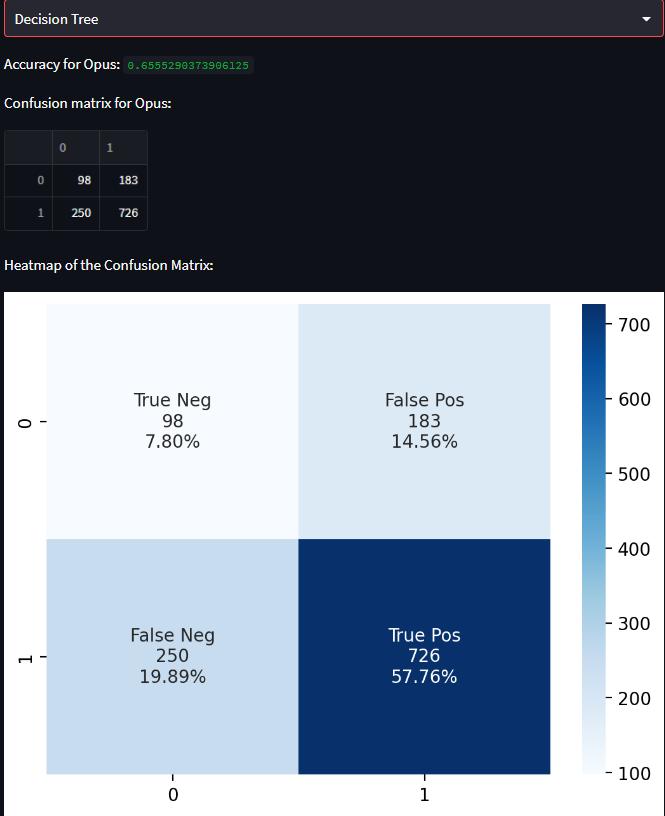 Decision Tree
Accuracy for Opus: 0.6555290373906125
Confusion matrix for Opus:
0 1
0 98 183
1 250 726
Heatmap of the Confusion Matrix:
True Neg
98
7.80%
False Pos
183
14.56%
False Neg
250
19.89%
True Pos
726
57.76%
0
1
0 1
700
600
500
400
300
200
100